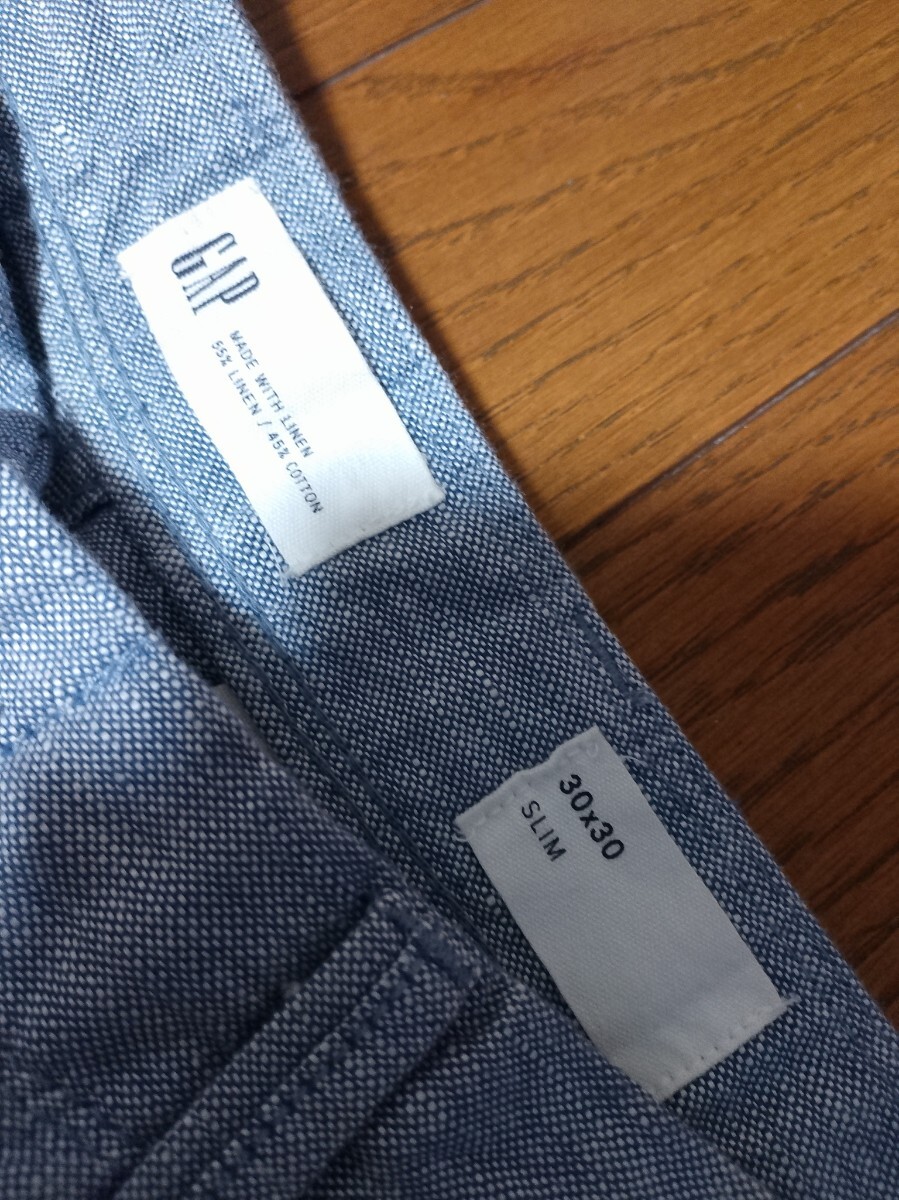 GAP
MADE WITH LINEN
55% LINEN / 45% COTTON
30x30
SLIM